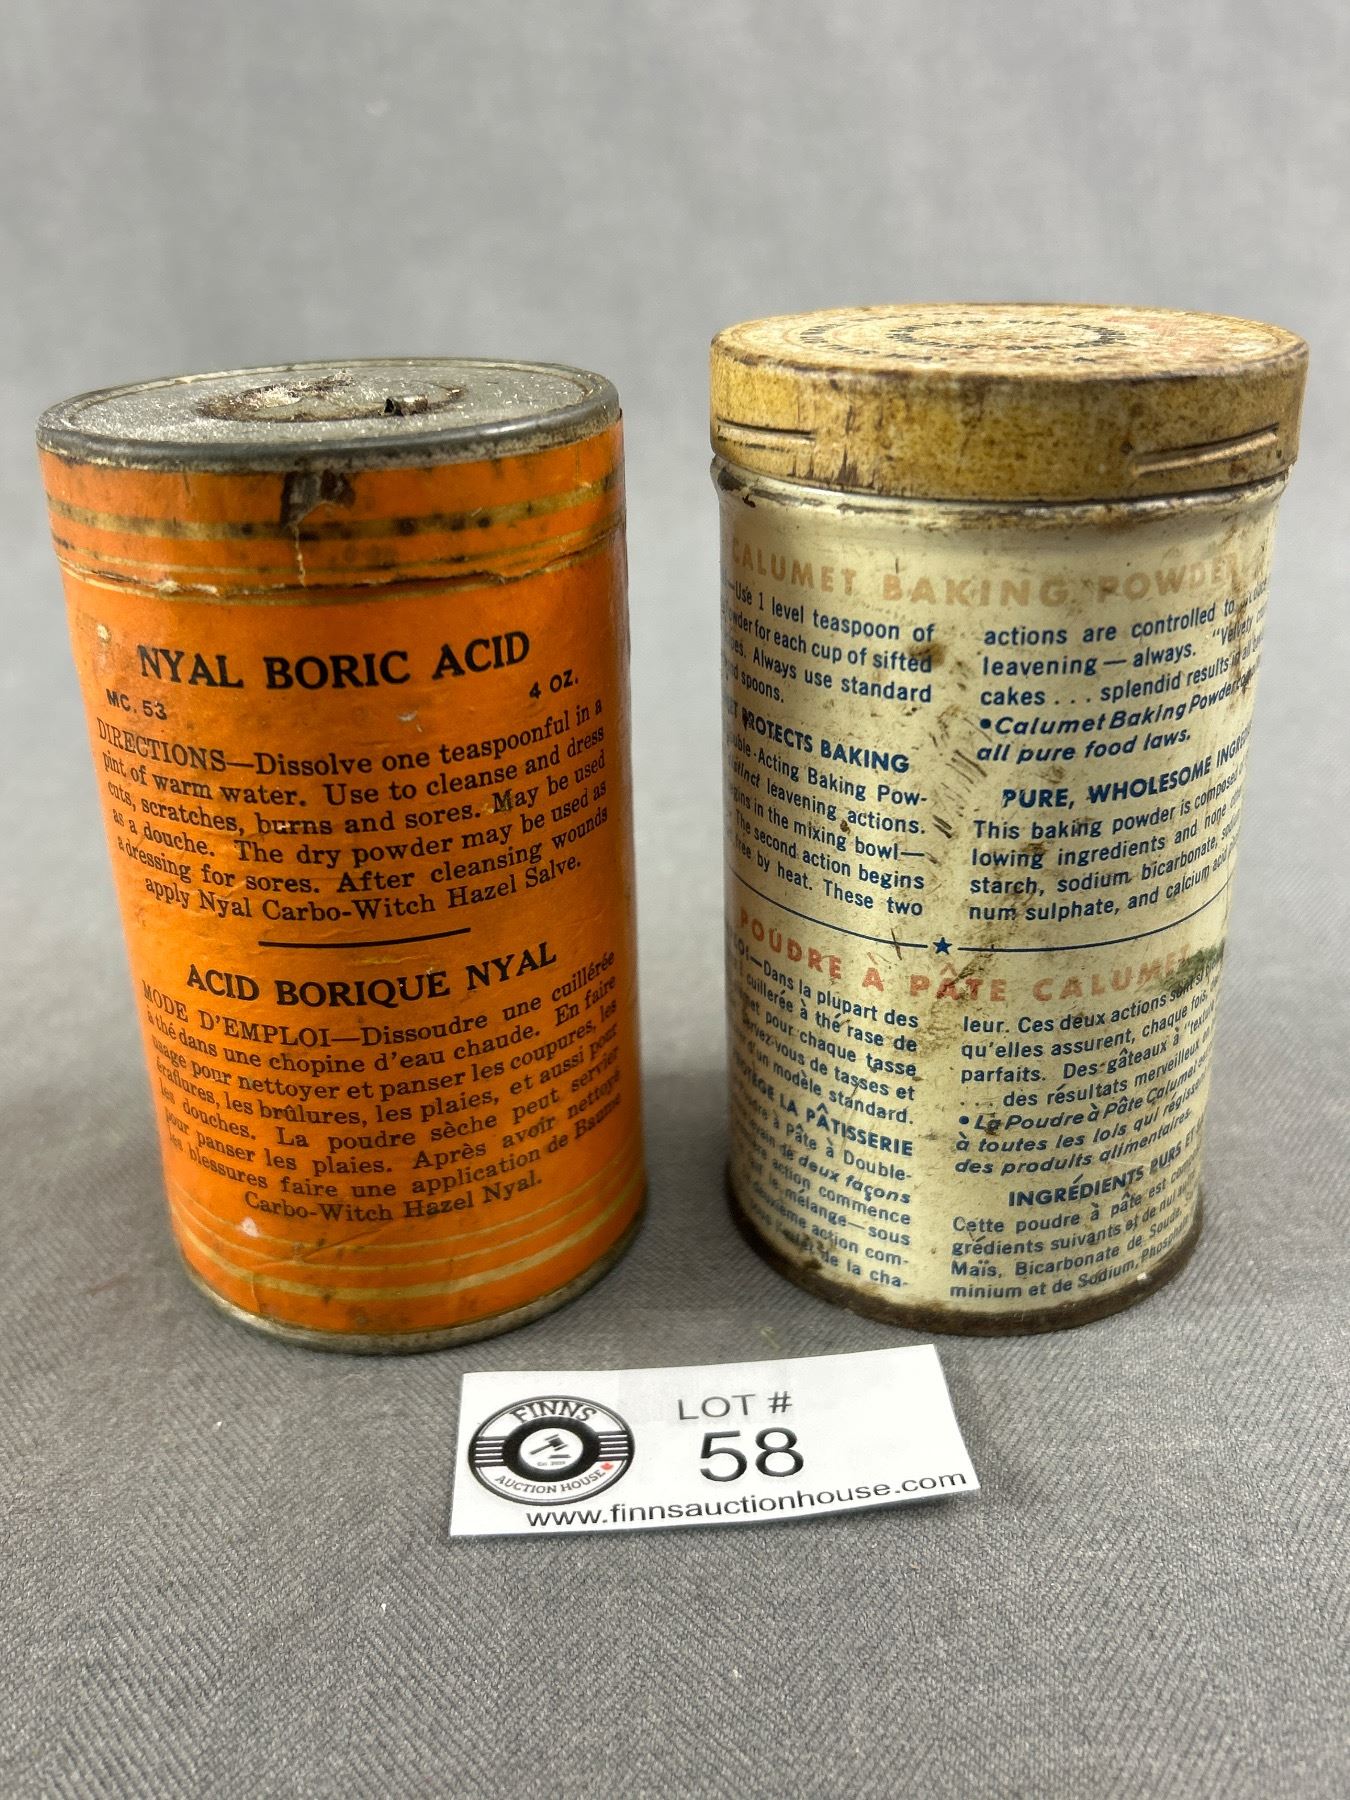 NYAL BORIC ACID
MC. 53 4 OZ.
DIRECTIONS—Dissolve one teaspoonful in a
pint of warm water. Use to cleanse and dress
cuts, scratches, burns and sores. May be used
as a douche. The dry powder may be used as
a dressing for sores. After cleansing wounds
apply Nyal Carbo-Witch Hazel Salve.
ACID BORIQUE NYAL
MODE D'EMPLOI—Dissoudre une cuillérée
à thé dans une chopine d'eau chaude. En faire
usage pour nettoyer et panser les coupures, les
éraflures, les brûlures, les plaies, et aussi pour
les douches. La poudre sèche peut servir
pour panser les plaies. Après avoir nettoyé
les blessures faire une application de Baume
Carbo-Witch Hazel Nyal.
CALUMET BAKING POWDER
—Use 1 level teaspoon of
powder for each cup of sifted
Always use standard
spoons.
PROTECTS BAKING
-Acting Baking Pow-
leavening actions.
in the mixing bowl—
The second action begins
by heat. These two
actions are controlled to
leavening — always. "Velvety
cakes . . . splendid results in all
•Calumet Baking Powder
all pure food laws.
PURE, WHOLESOME
This baking powder is composed
lowing ingredients and none
starch, sodium bicarbonate,
num sulphate, and calcium acid
POUDRE À PÂTE CALUMET
—Dans la plupart des
cuillerée à thé rase de
pour chaque tasse
servez-vous de tasses et
d'un modèle standard.
LA PÂTISSERIE
à pâte à Double-
de deux façons
action commence
le mélange—sous
deuxième action com-
de la cha-
leur. Ces deux actions sont si
qu'elles assurent, chaque fois,
parfaits. Des gâteaux à "texture
. . . des résultats merveilleux
•La Poudre à Pâte Calumet
à toutes les lois qui régissent
des produits alimentaires.
INGRÉDIENTS PURS ET
Cette poudre à pâte est
grédients suivants et de nul
Maïs, Bicarbonate de Soude,
minium et de Sodium,
FINNS
AUCTION HOUSE
LOT #
58
www.finnsauctionhouse.com